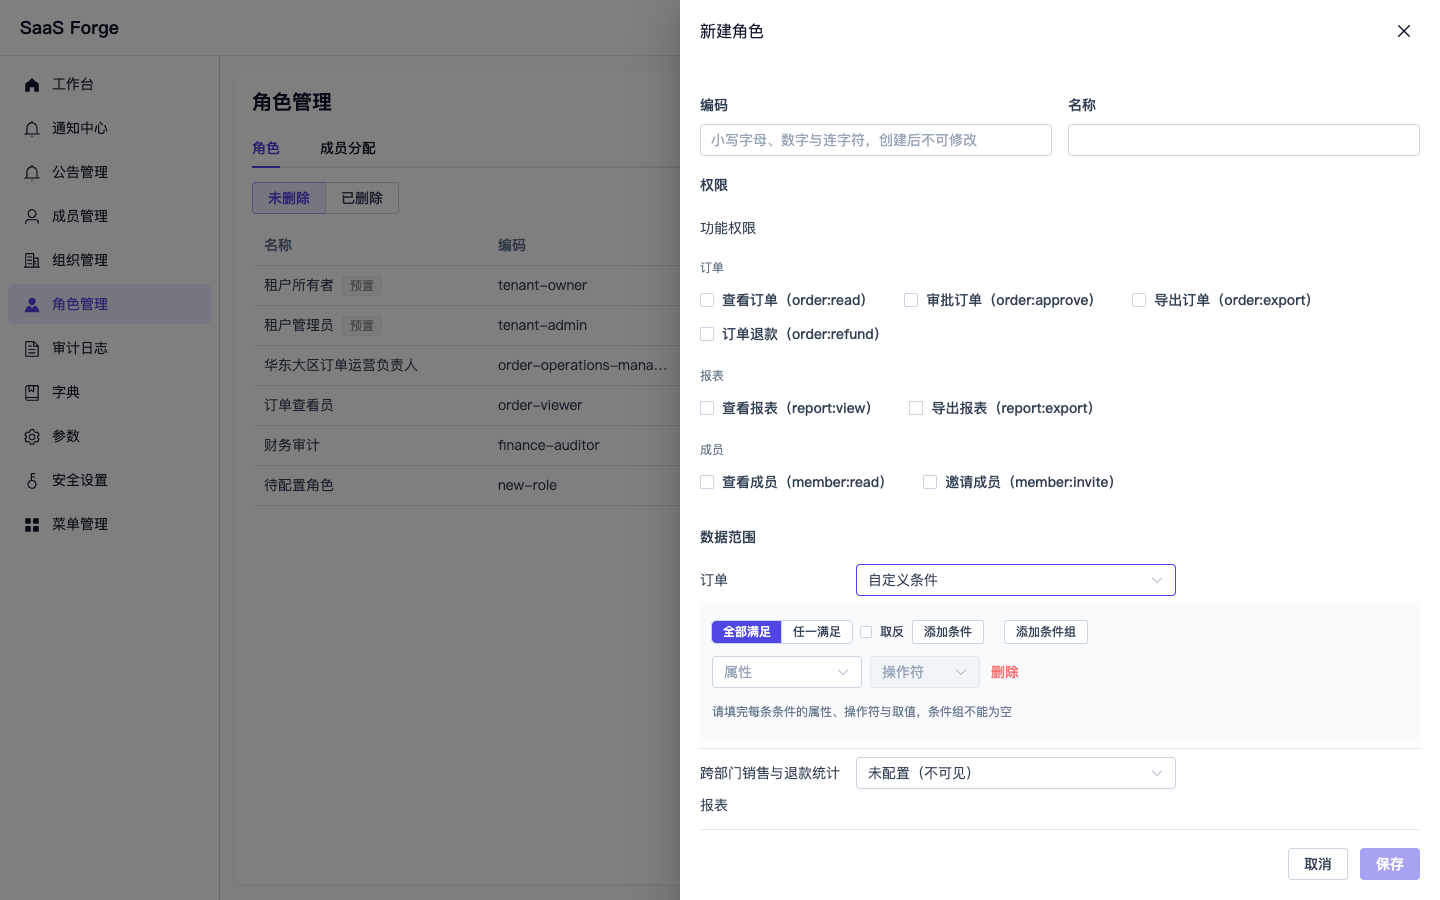 SaaS Forge
工作台
通知中心
公告管理
成员管理
组织管理
角色管理
审计日志
字典
参数
安全设置
菜单管理
角色管理
角色
成员分配
未删除
已删除
名称
编码
租户所有者
预置
tenant-owner
租户管理员
预置
tenant-admin
华东大区订单运营负责人
order-operations-mana...
订单查看员
order-viewer
财务审计
finance-auditor
待配置角色
new-role
新建角色
编码
名称
小写字母、数字与连字符，创建后不可修改
权限
功能权限
订单
查看订单（order:read）
审批订单（order:approve）
导出订单（order:export）
订单退款（order:refund）
报表
查看报表（report:view）
导出报表（report:export）
成员
查看成员（member:read）
邀请成员（member:invite）
数据范围
订单
自定义条件
全部满足
任一满足
取反
添加条件
添加条件组
属性
操作符
删除
请填完每条条件的属性、操作符与取值，条件组不能为空
跨部门销售与退款统计
报表
未配置（不可见）
取消
保存